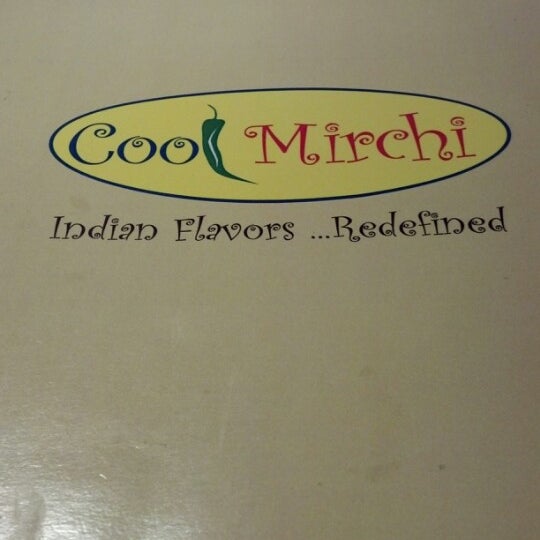 Cool Mirchi
Indian Flavors ...Redefined